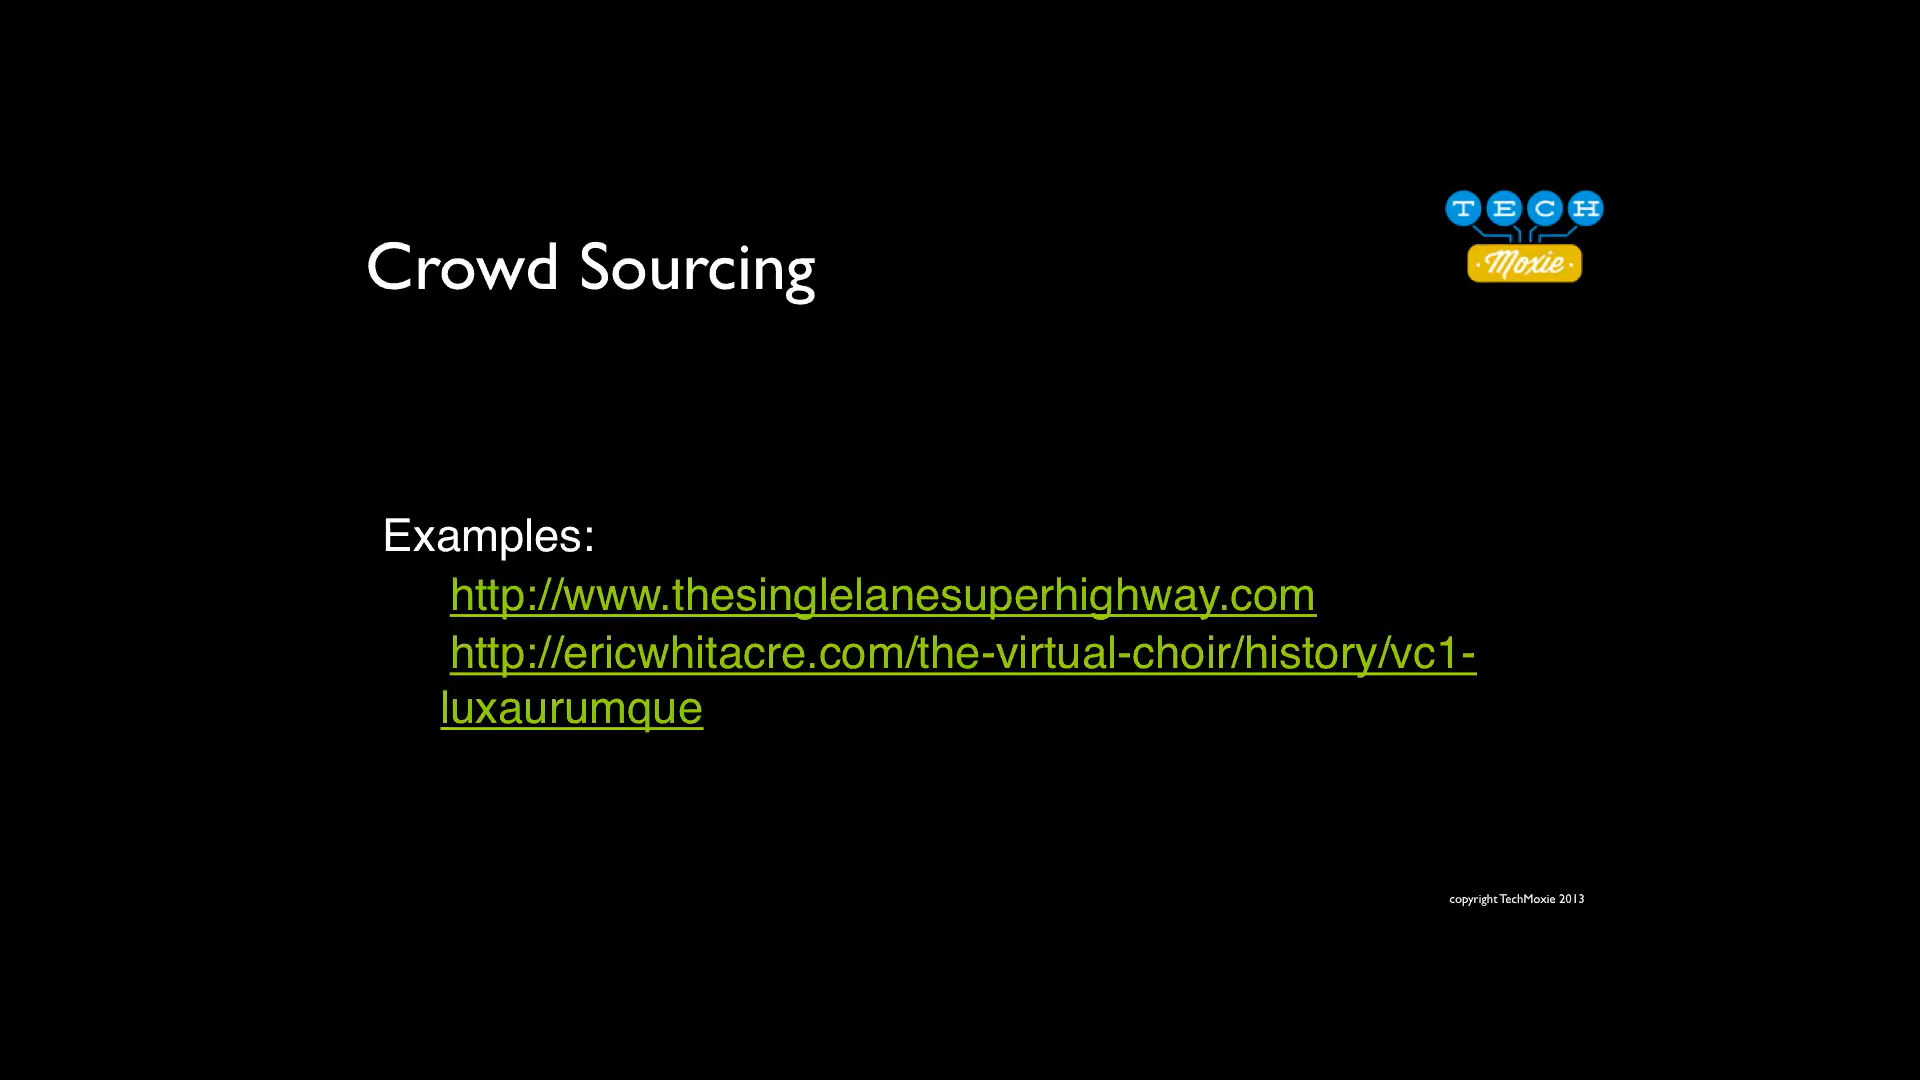 TECH
Moxie
Crowd Sourcing
Examples:
http://www.thesinglelanesuperhighway.com
http://ericwhitacre.com/the-virtual-choir/history/vc1-
luxaurumque
copyright TechMoxie 2013